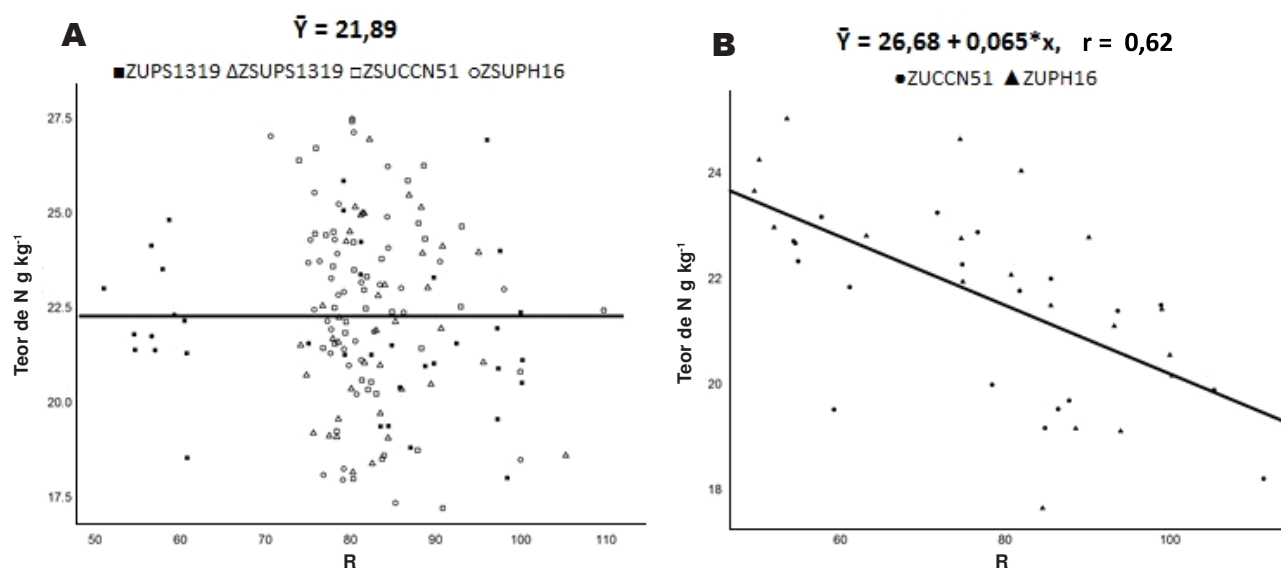 A
Ȳ = 21,89
■ZUPS1319 ΔZSUPS1319 □ZSUCCN51 ○ZSUPH16
27.5
25.0
22.5
20.0
17.5
Teor de N g kg⁻¹
50 60 70 80 90 100 110
R
B
Ȳ = 26,68 + 0,065*x, r = 0,62
●ZUCCN51 ▲ZUPH16
24
22
20
18
Teor de N g kg⁻¹
60 80 100
R